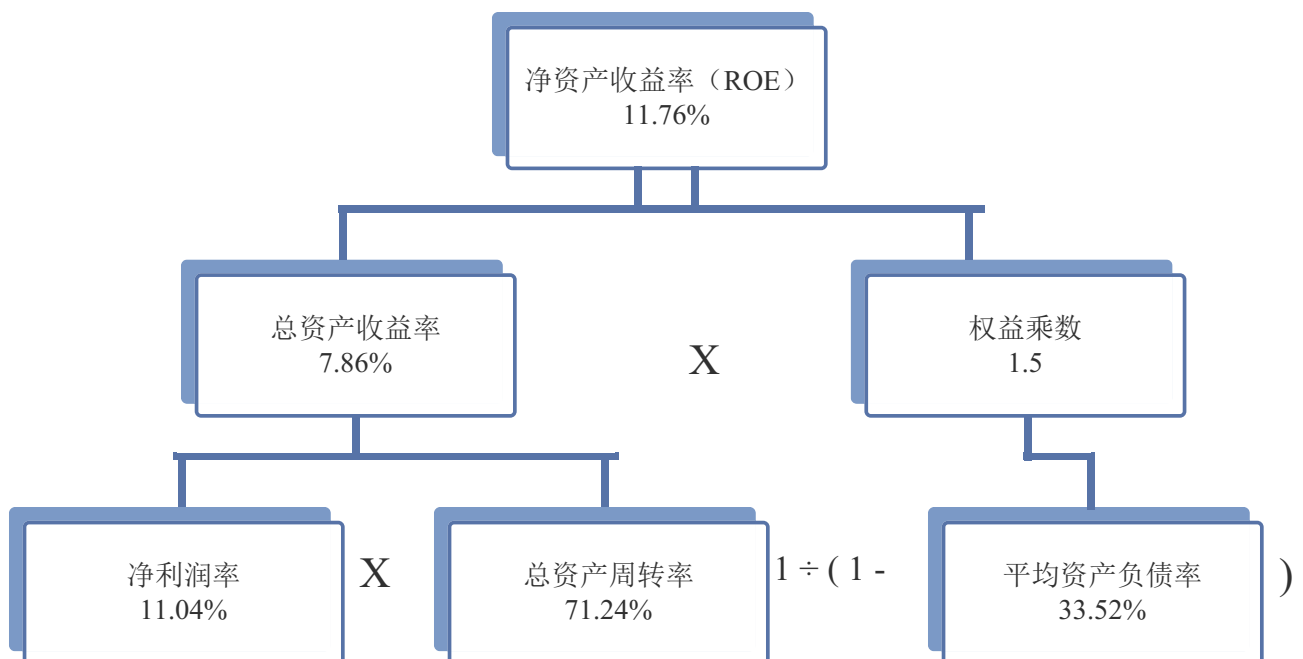 净资产收益率（ROE）
11.76%
总资产收益率
7.86%
X
权益乘数
1.5
净利润率
11.04%
X
总资产周转率
71.24%
1 ÷ ( 1 -
平均资产负债率
33.52%
)